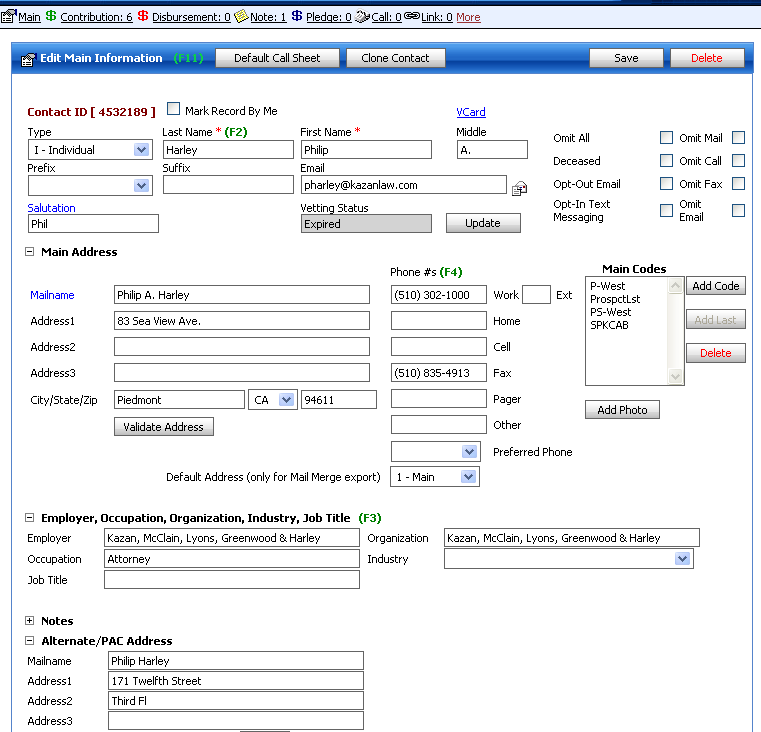 Main $ Contribution: 6 $ Disbursement: 0 Note: 1 $ Pledge: 0 Call: 0 Link: 0 More
Edit Main Information (F11) Default Call Sheet Clone Contact Save Delete
Contact ID [ 4532189 ] Mark Record By Me VCard
Type Last Name * (F2) First Name * Middle
I - Individual Harley Philip A.
Omit All Omit Mail
Prefix Suffix Email
Deceased Omit Call
pharley@kazanlaw.com
Opt-Out Email Omit Fax
Salutation Vetting Status
Opt-In Text Messaging Omit Email
Phil Expired Update
Main Address
Phone #s (F4) Main Codes
Mailname Philip A. Harley (510) 302-1000 Work Ext
P-West
ProspctLst
PS-West
SPKCAB
Add Code
Address1 83 Sea View Ave. Home
Add Last
Address2 Cell
Delete
Address3 (510) 835-4913 Fax
City/State/Zip Piedmont CA 94611 Pager
Add Photo
Validate Address Other
Preferred Phone
Default Address (only for Mail Merge export) 1 - Main
Employer, Occupation, Organization, Industry, Job Title (F3)
Employer Kazan, McClain, Lyons, Greenwood & Harley Organization Kazan, McClain, Lyons, Greenwood & Harley
Occupation Attorney Industry
Job Title
Notes
Alternate/PAC Address
Mailname Philip Harley
Address1 171 Twelfth Street
Address2 Third Fl
Address3